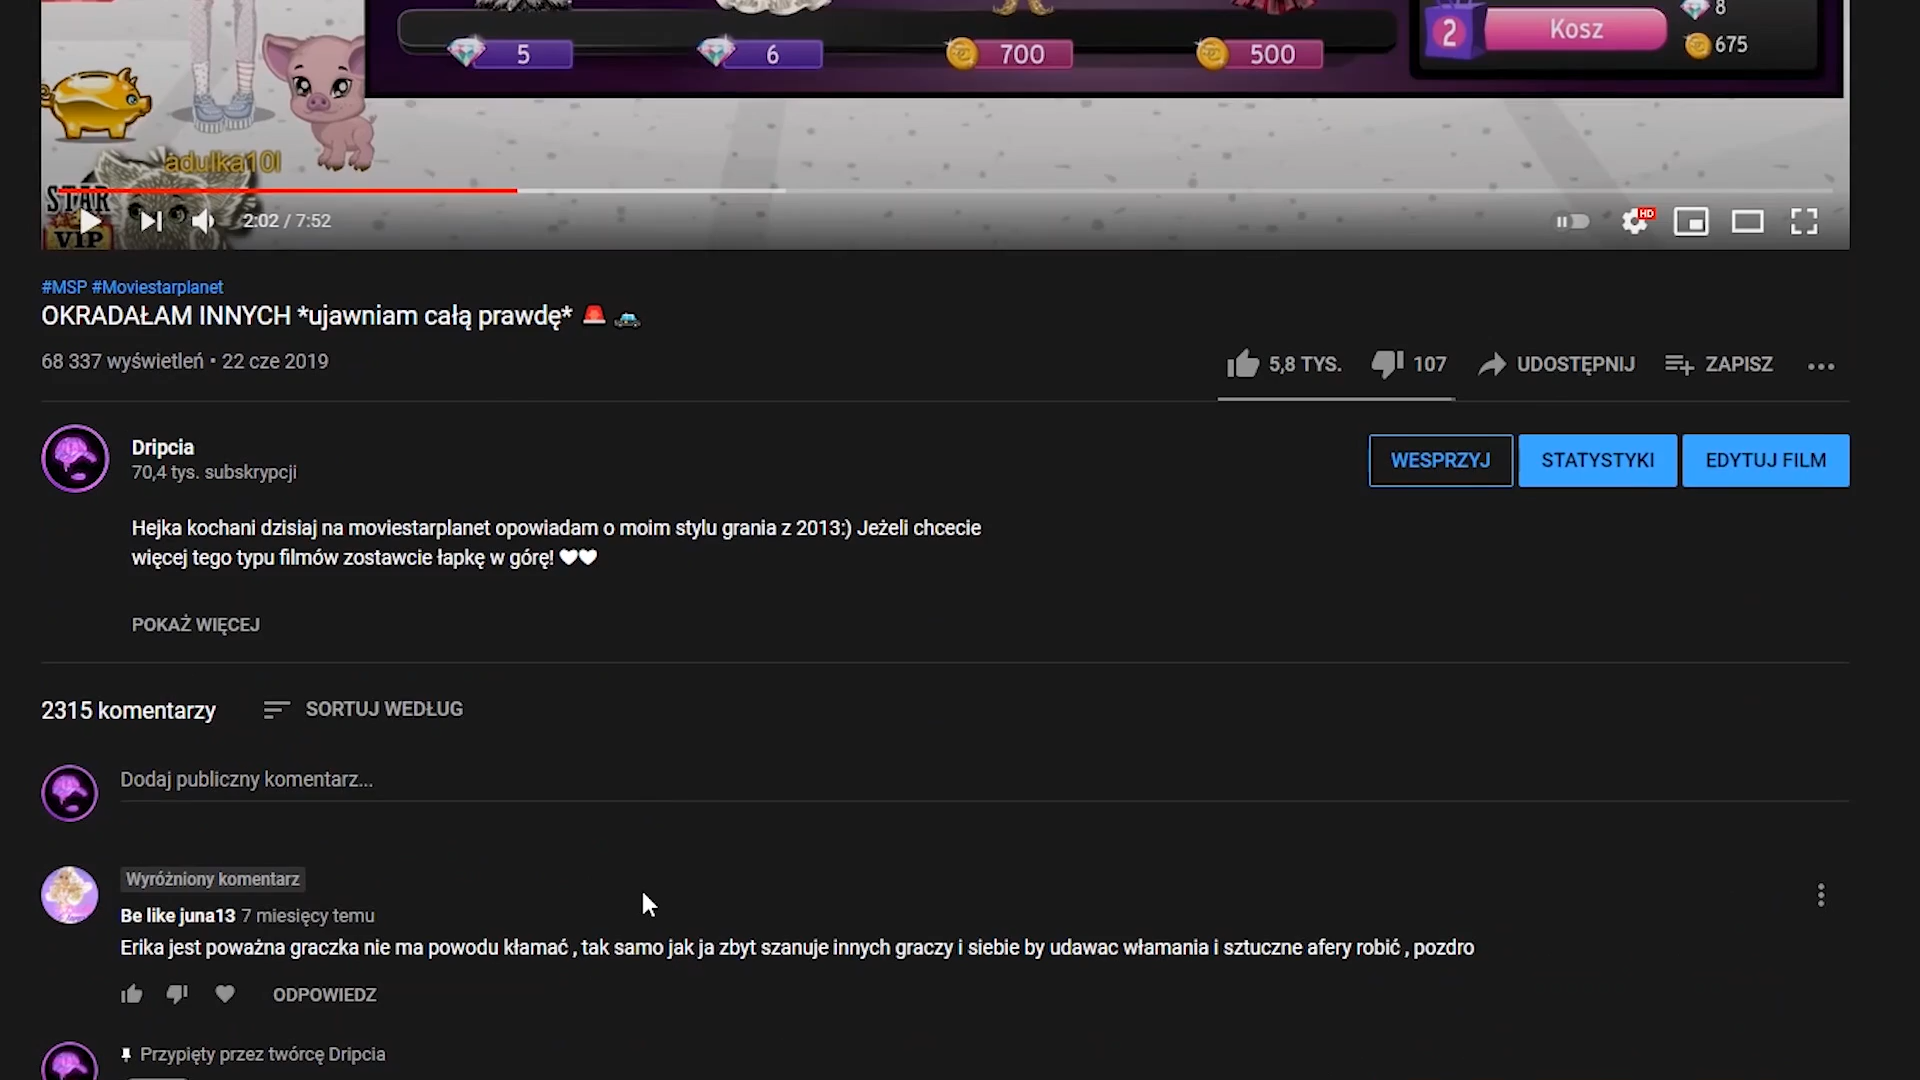 5
6
700
500
2
Kosz
8
675
adulka10l
STAR
VIP
2:02 / 7:52
HD
#MSP #Moviestarplanet
OKRADAŁAM INNYCH *ujawniam całą prawdę* 🚨 🚓
68 337 wyświetleń • 22 cze 2019
5,8 TYS.
107
UDOSTĘPNIJ
ZAPISZ
Dripcia
70,4 tys. subskrypcji
WESPRZYJ
STATYSTYKI
EDYTUJ FILM
Hejka kochani dzisiaj na moviestarplanet opowiadam o moim stylu grania z 2013:) Jeżeli chcecie
więcej tego typu filmów zostawcie łapkę w górę! 🤍🤍
POKAŻ WIĘCEJ
2315 komentarzy
SORTUJ WEDŁUG
Dodaj publiczny komentarz...
Wyróżniony komentarz
Be like juna13 7 miesięcy temu
Erika jest poważna graczka nie ma powodu kłamać , tak samo jak ja zbyt szanuje innych graczy i siebie by udawac włamania i sztuczne afery robić , pozdro
ODPOWIEDZ
Przypięty przez twórcę Dripcia